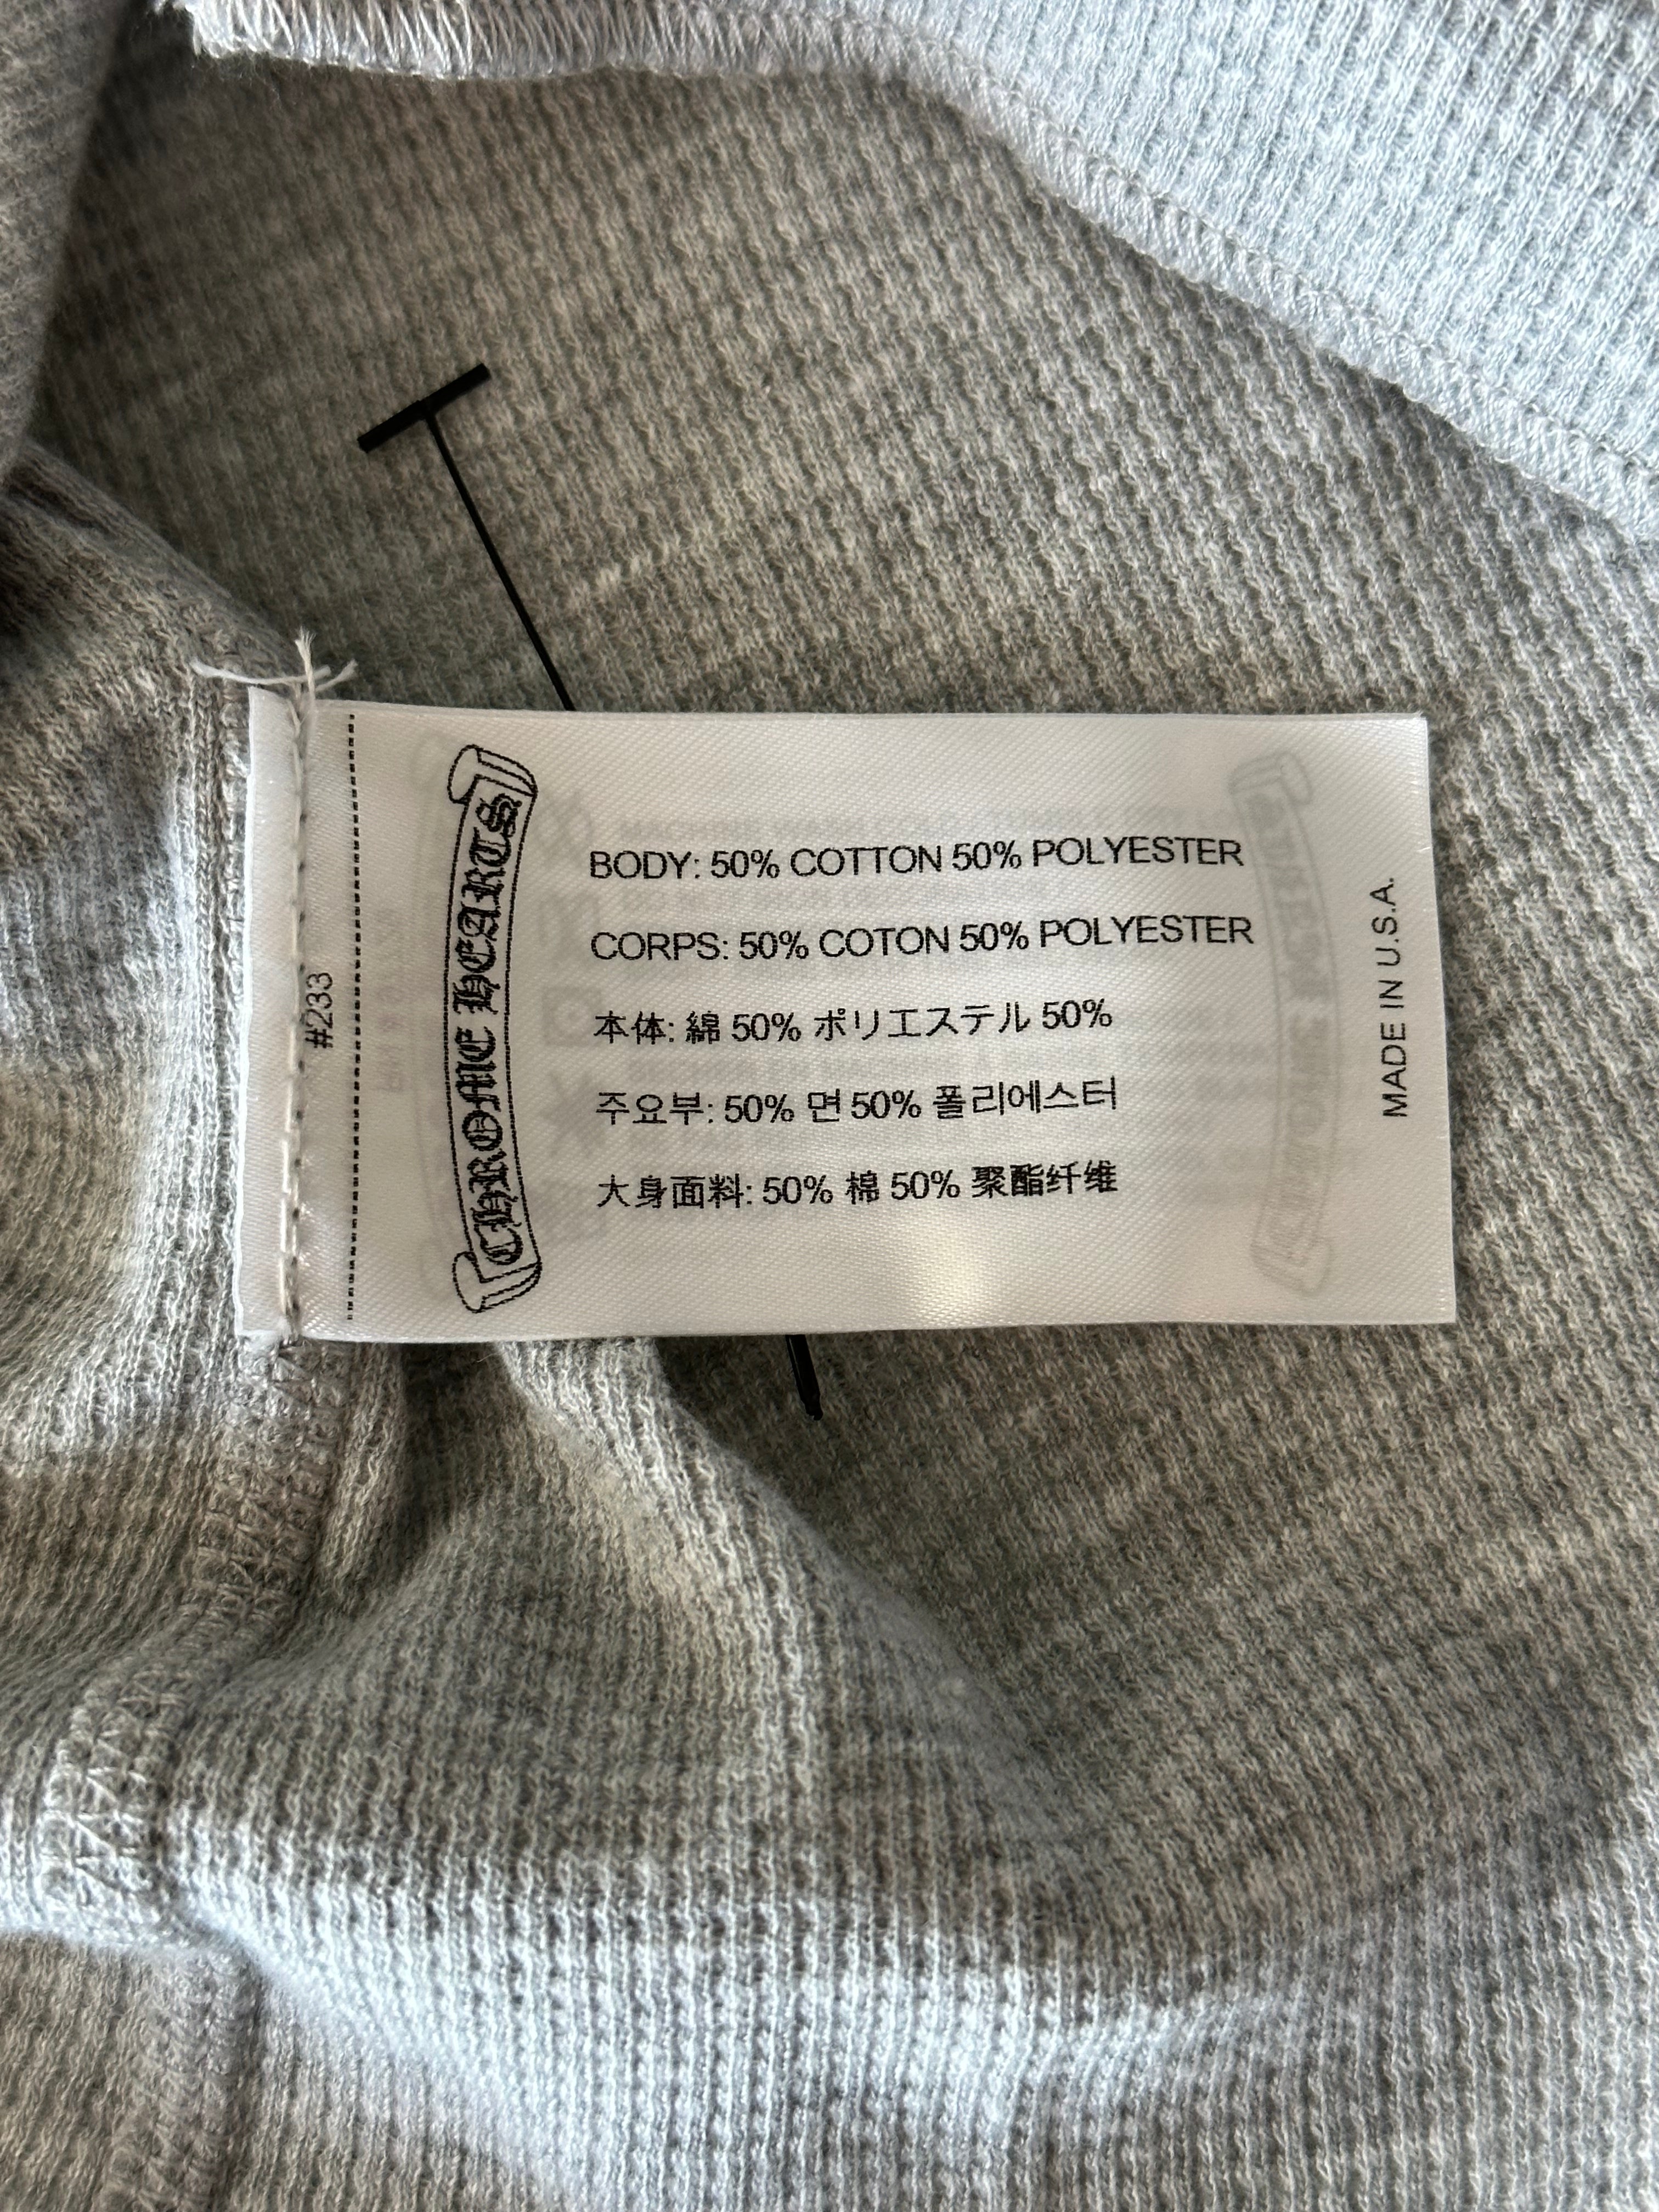 #233
CHROME HEARTS
BODY: 50% COTTON 50% POLYESTER
CORPS: 50% COTON 50% POLYESTER
本体: 綿 50% ポリエステル 50%
주요부: 50% 면 50% 폴리에스터
大身面料: 50% 棉 50% 聚酯纤维
MADE IN U.S.A.